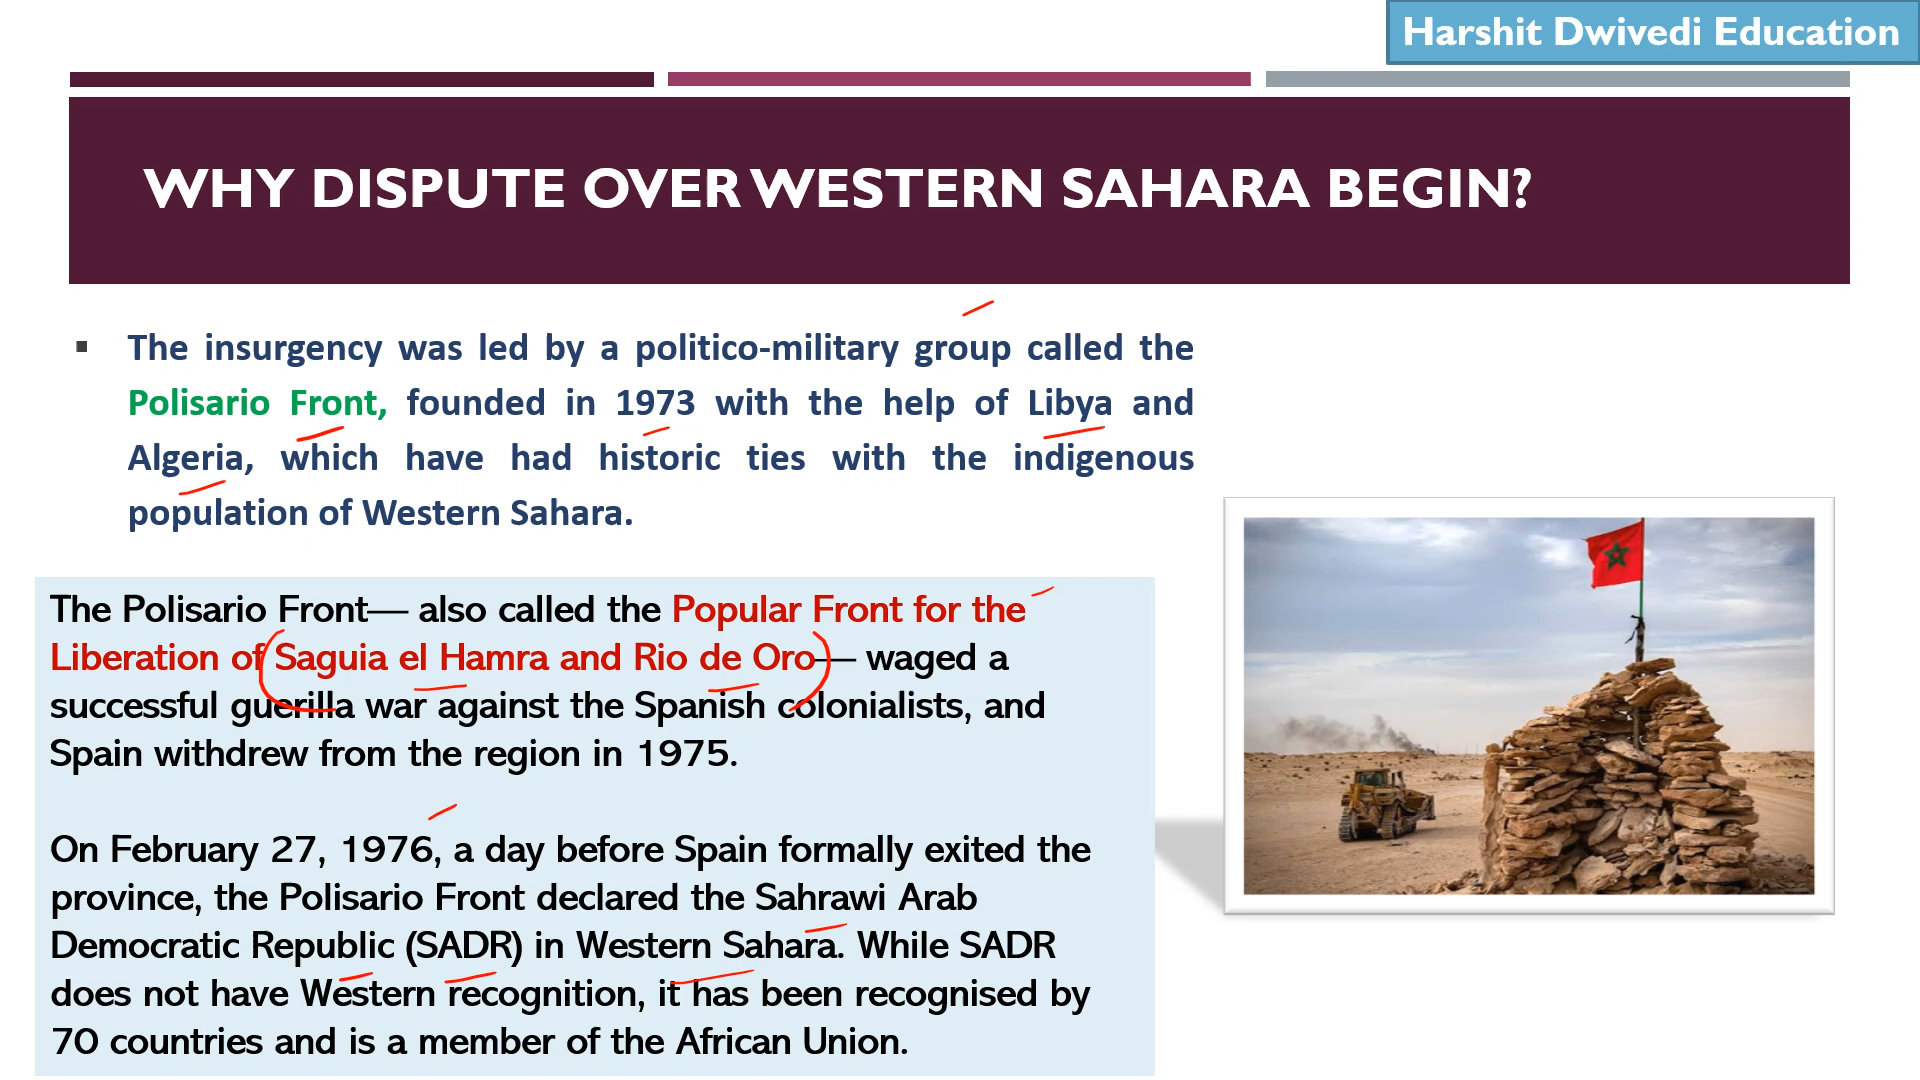 Harshit Dwivedi Education
WHY DISPUTE OVER WESTERN SAHARA BEGIN?
▪ The insurgency was led by a politico-military group called the
Polisario Front, founded in 1973 with the help of Libya and
Algeria, which have had historic ties with the indigenous
population of Western Sahara.
The Polisario Front— also called the Popular Front for the
Liberation of Saguia el Hamra and Rio de Oro— waged a
successful guerilla war against the Spanish colonialists, and
Spain withdrew from the region in 1975.
On February 27, 1976, a day before Spain formally exited the
province, the Polisario Front declared the Sahrawi Arab
Democratic Republic (SADR) in Western Sahara. While SADR
does not have Western recognition, it has been recognised by
70 countries and is a member of the African Union.